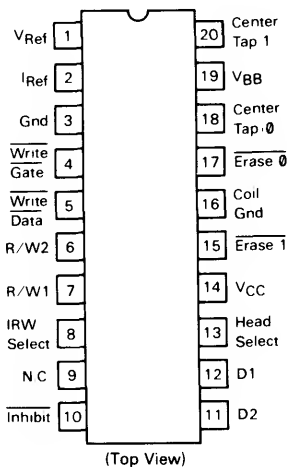 VRef 1
IRef 2
Gnd 3
Write
Gate 4
Write
Data 5
R/W2 6
R/W1 7
IRW
Select 8
N.C 9
Inhibit 10
20 Center
Tap 1
19 VBB
18 Center
Tap 0
17 Erase 0
16 Coil
Gnd
15 Erase 1
14 VCC
13 Head
Select
12 D1
11 D2
(Top View)